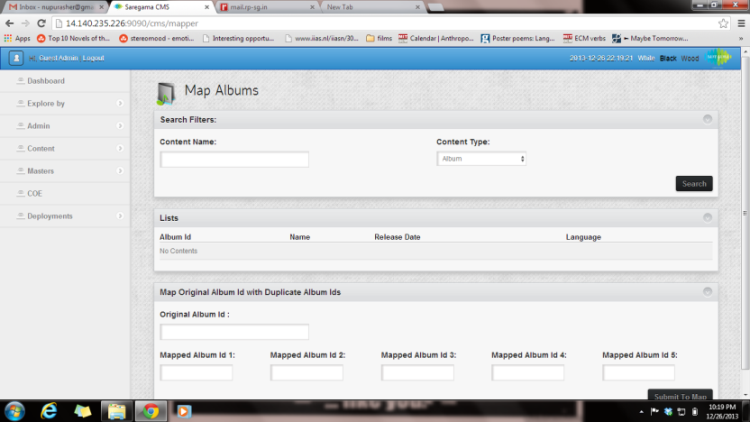 Inbox - nupurasher@gmai
Saregama CMS
mail.rp-sg.in
New Tab
14.140.235.226:9090/cms/mapper
Apps
Top 10 Novels of th...
stereomood - emoti...
Interesting opportu...
www.iias.nl/iiasn/30...
films
Calendar | Anthropo...
Poster poems: Lang...
ECM verbs
← Maybe Tomorrow...
Hi, Guest Admin Logout
2013-12-26 22:19:21 White Black Wood
Dashboard
Explore by
Admin
Content
Masters
COE
Deployments
Map Albums
Search Filters:
Content Name:
Content Type:
Album
Search
Lists
Album Id Name Release Date Language
No Contents
Map Original Album Id with Duplicate Album Ids
Original Album Id :
Mapped Album Id 1: Mapped Album Id 2: Mapped Album Id 3: Mapped Album Id 4: Mapped Album Id 5:
Submit To Map
10:19 PM
12/26/2013